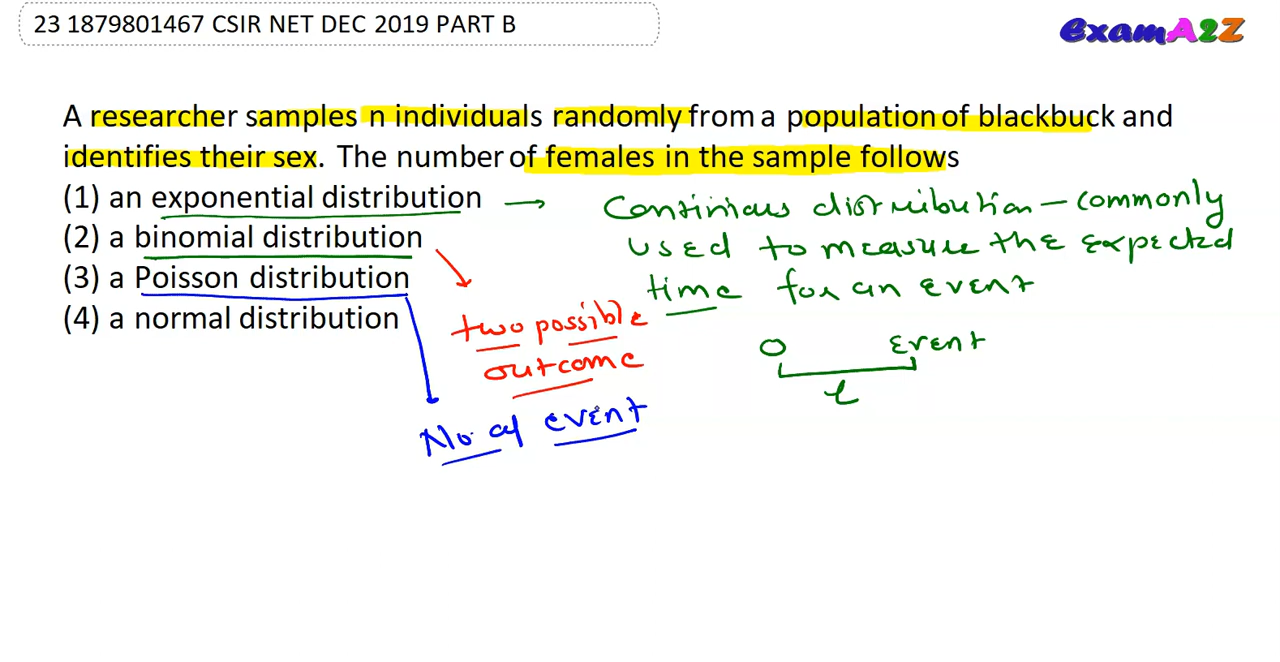 23 1879801467 CSIR NET DEC 2019 PART B
ExamA2Z
A researcher samples n individuals randomly from a population of blackbuck and
identifies their sex. The number of females in the sample follows
(1) an exponential distribution
(2) a binomial distribution
(3) a Poisson distribution
(4) a normal distribution
Continious distribution - commonly
used to measure the expected
time for an event
two possible
outcome
0 event
t
No of event